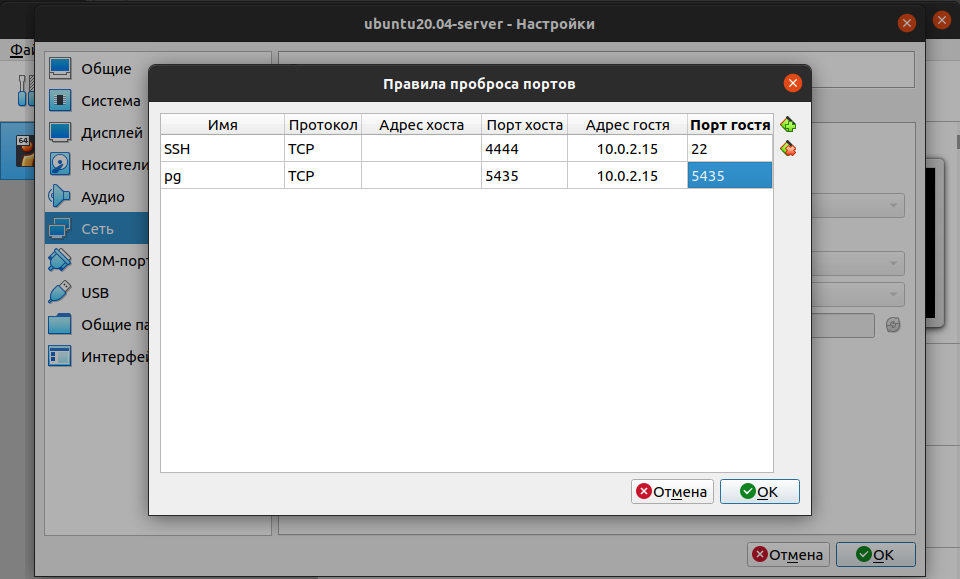 ubuntu20.04-server - Настройки
Фай
Общие
Система
Дисплей
Носители
Аудио
Сеть
COM-порт
USB
Общие па
Интерфей
64
Правила проброса портов
Имя Протокол Адрес хоста Порт хоста Адрес гостя Порт гостя
SSH TCP 4444 10.0.2.15 22
pg TCP 5435 10.0.2.15 5435
Отмена OK
Отмена OK